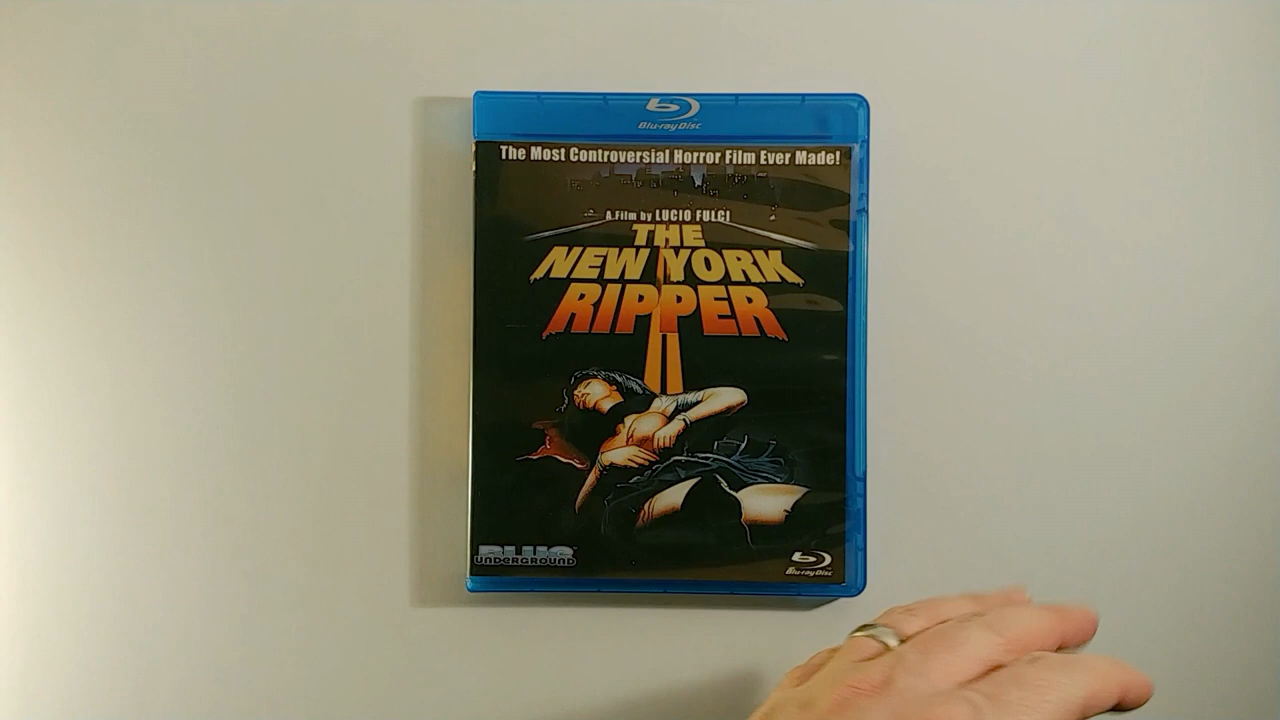 Blu-ray Disc
The Most Controversial Horror Film Ever Made!
A Film by LUCIO FULCI
THE
NEW YORK
RIPPER
BLUE
UNDERGROUND
Blu-ray Disc